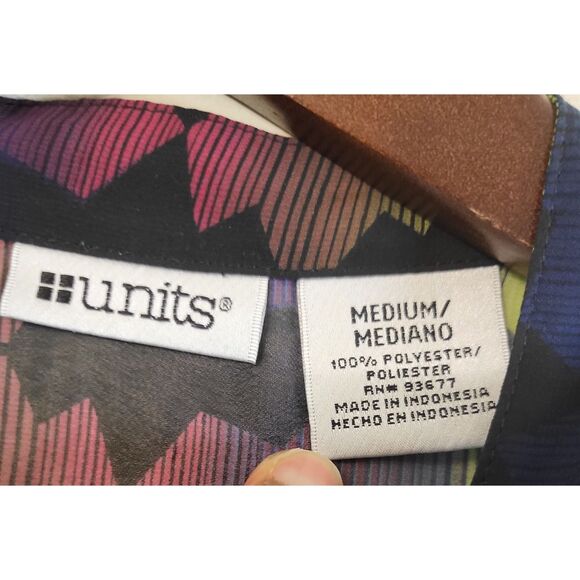 units®
MEDIUM/
MEDIANO
100% POLYESTER/
POLIESTER
RN# 93677
MADE IN INDONESIA
HECHO EN INDONESIA